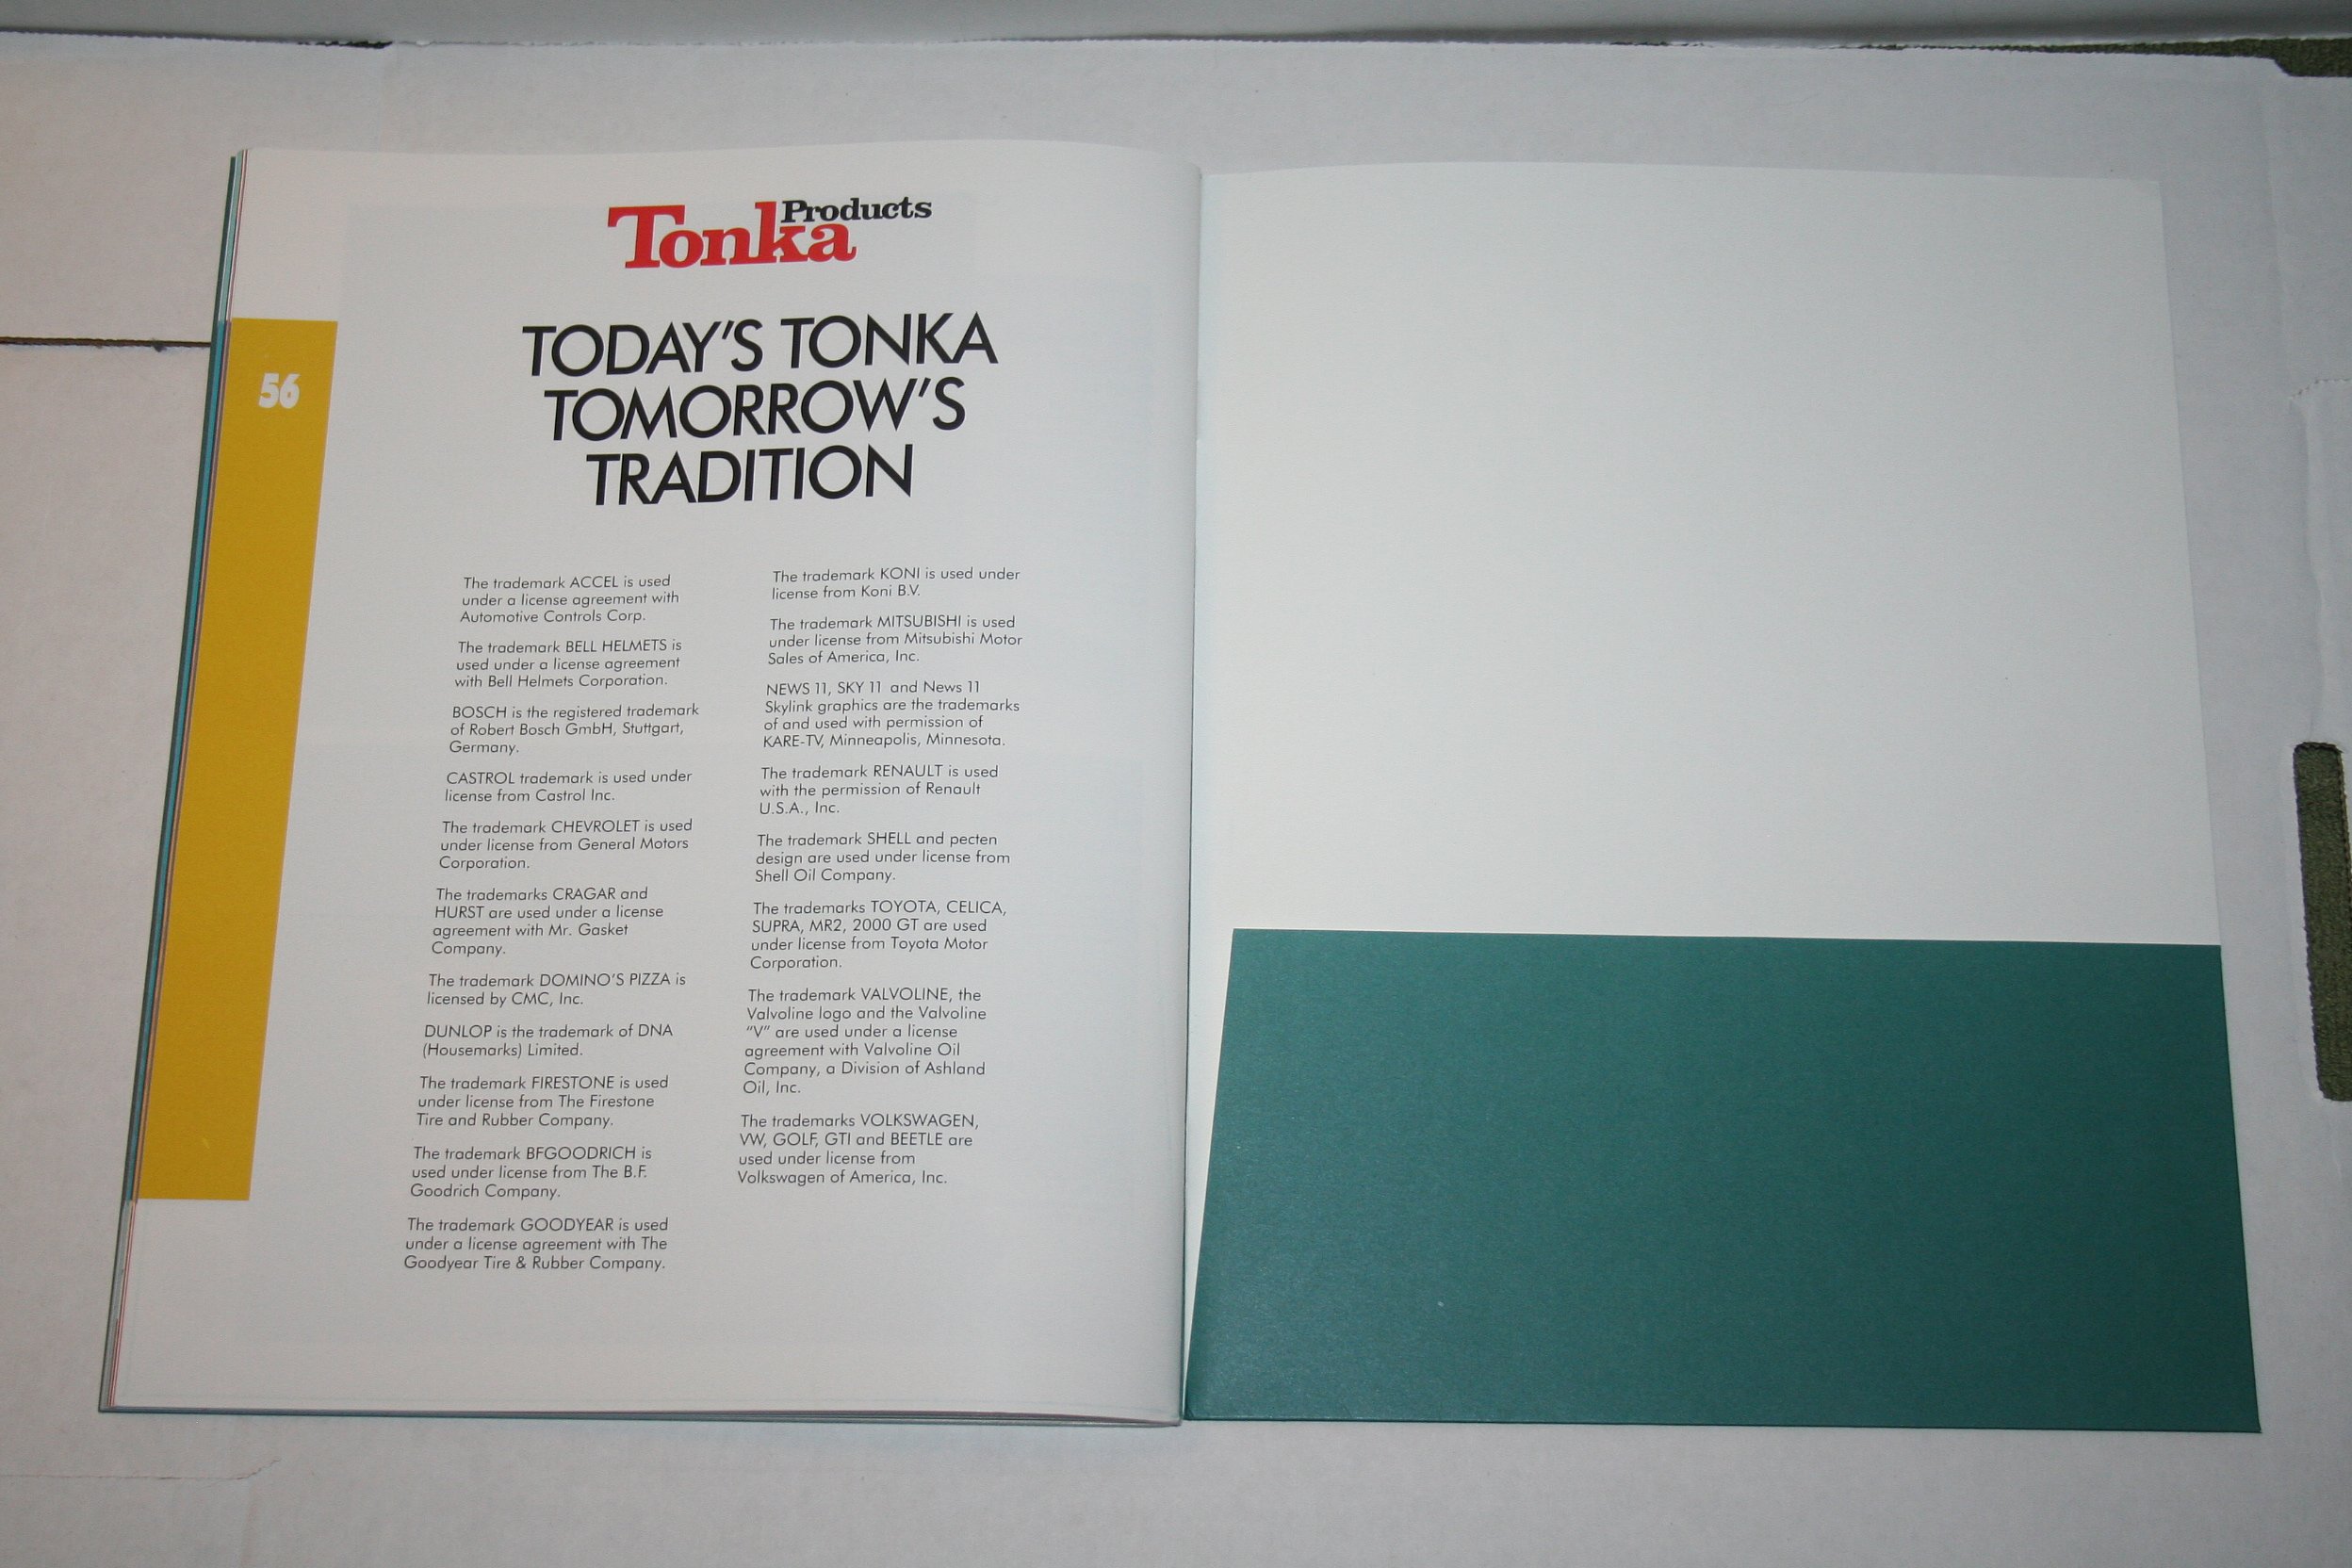 Tonka Products
TODAY'S TONKA
TOMORROW'S
TRADITION
56
The trademark ACCEL is used
under a license agreement with
Automotive Controls Corp.
The trademark BELL HELMETS is
used under a license agreement
with Bell Helmets Corporation.
BOSCH is the registered trademark
of Robert Bosch GmbH, Stuttgart,
Germany.
CASTROL trademark is used under
license from Castrol Inc.
The trademark CHEVROLET is used
under license from General Motors
Corporation.
The trademarks CRAGAR and
HURST are used under a license
agreement with Mr. Gasket
Company.
The trademark DOMINO'S PIZZA is
licensed by CMC, Inc.
DUNLOP is the trademark of DNA
(Housemarks) Limited.
The trademark FIRESTONE is used
under license from The Firestone
Tire and Rubber Company.
The trademark BFGOODRICH is
used under license from The B.F.
Goodrich Company.
The trademark GOODYEAR is used
under a license agreement with The
Goodyear Tire & Rubber Company.
The trademark KONI is used under
license from Koni B.V.
The trademark MITSUBISHI is used
under license from Mitsubishi Motor
Sales of America, Inc.
NEWS 11, SKY 11 and News 11
Skylink graphics are the trademarks
of and used with permission of
KARE-TV, Minneapolis, Minnesota.
The trademark RENAULT is used
with the permission of Renault
U.S.A., Inc.
The trademark SHELL and pecten
design are used under license from
Shell Oil Company.
The trademarks TOYOTA, CELICA,
SUPRA, MR2, 2000 GT are used
under license from Toyota Motor
Corporation.
The trademark VALVOLINE, the
Valvoline logo and the Valvoline
"V" are used under a license
agreement with Valvoline Oil
Company, a Division of Ashland
Oil, Inc.
The trademarks VOLKSWAGEN,
VW, GOLF, GTI and BEETLE are
used under license from
Volkswagen of America, Inc.